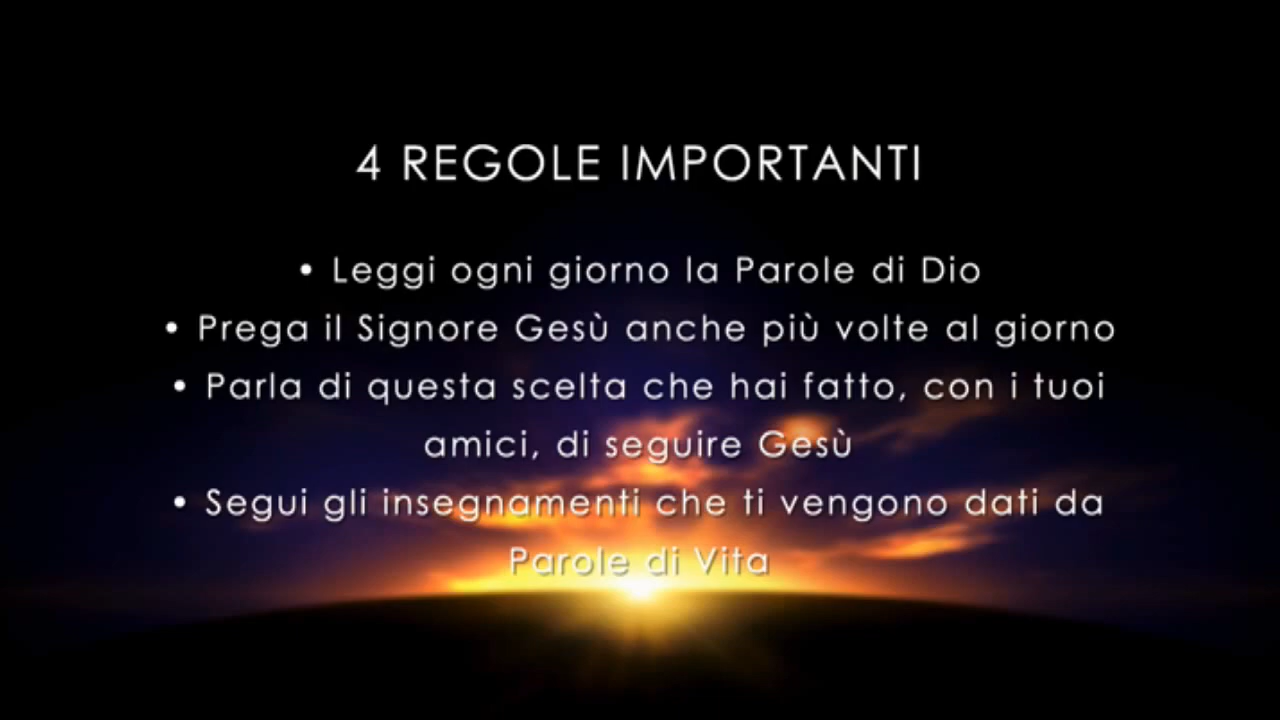 4 REGOLE IMPORTANTI
• Leggi ogni giorno la Parole di Dio
• Prega il Signore Gesù anche più volte al giorno
• Parla di questa scelta che hai fatto, con i tuoi
amici, di seguire Gesù
• Segui gli insegnamenti che ti vengono dati da
Parole di Vita